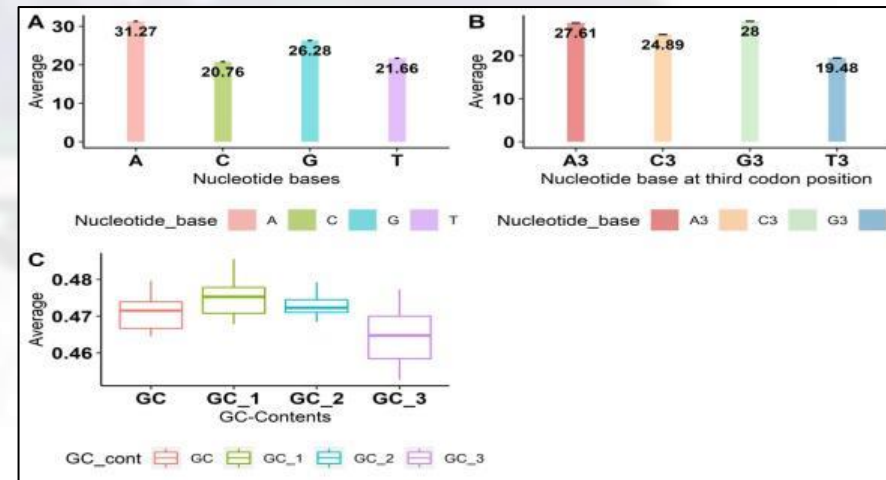 A
30
20
10
0
Average
31.27
20.76
26.28
21.66
A C G T
Nucleotide bases
Nucleotide_base A C G T
B
20
10
0
Average
27.61
24.89
28
19.48
A3 C3 G3 T3
Nucleotide base at third codon position
Nucleotide_base A3 C3 G3
C
0.48
0.47
0.46
Average
GC GC_1 GC_2 GC_3
GC-Contents
GC_cont GC GC_1 GC_2 GC_3